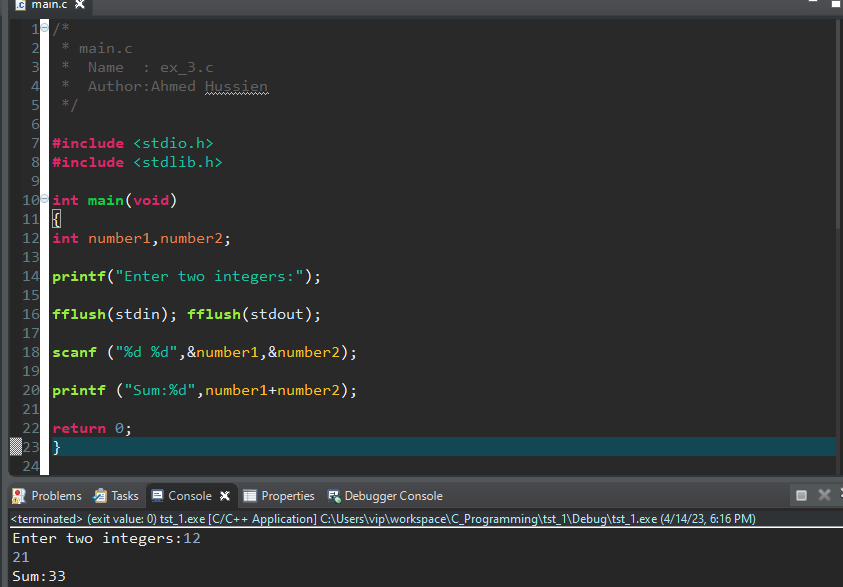 main.c
1 /*
2  * main.c
3  *  Name  : ex_3.c
4  *  Author:Ahmed Hussien
5  */
6
7 #include <stdio.h>
8 #include <stdlib.h>
9
10 int main(void)
11 {
12 int number1,number2;
13
14 printf("Enter two integers:");
15
16 fflush(stdin); fflush(stdout);
17
18 scanf ("%d %d",&number1,&number2);
19
20 printf ("Sum:%d",number1+number2);
21
22 return 0;
23 }
24
Problems Tasks Console Properties Debugger Console
<terminated> (exit value: 0) tst_1.exe [C/C++ Application] C:\Users\vip\workspace\C_Programming\tst_1\Debug\tst_1.exe (4/14/23, 6:16 PM)
Enter two integers:12
21
Sum:33